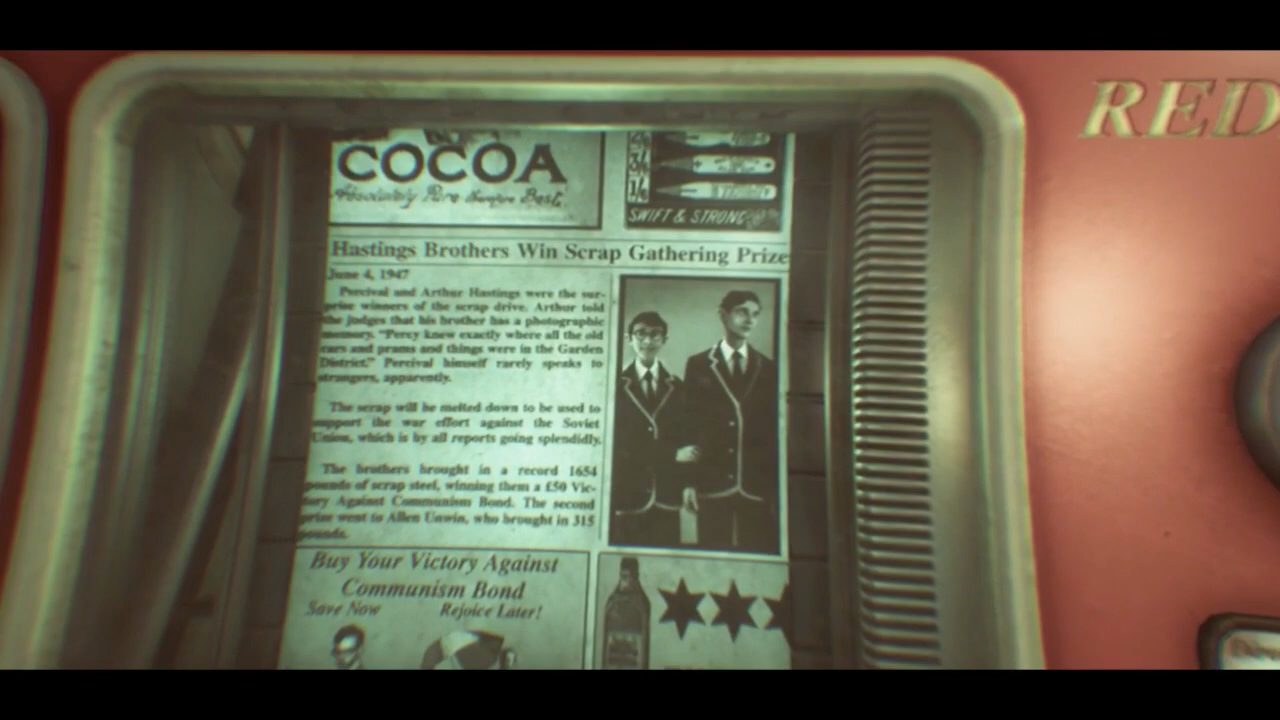 COCOA
Absolutely Pure Best
3/6
1/6
SWIFT & STRONG
RED
Hastings Brothers Win Scrap Gathering Prize
June 4, 1947
Percival and Arthur Hastings were the sur-
prise winners of the scrap drive. Arthur told
the judges that his brother has a photographic
memory. "Percy knew exactly where all the old
cars and prams and things were in the Garden
District." Percival himself rarely speaks to
strangers, apparently.
The scrap will be melted down to be used to
support the war effort against the Soviet
Union, which is by all reports going splendidly.
The brothers brought in a record 1654
pounds of scrap steel, winning them a £50 Vic-
tory Against Communism Bond. The second
prize went to Allen Unwin, who brought in 315
pounds.
Buy Your Victory Against
Communism Bond
Save Now Rejoice Later!